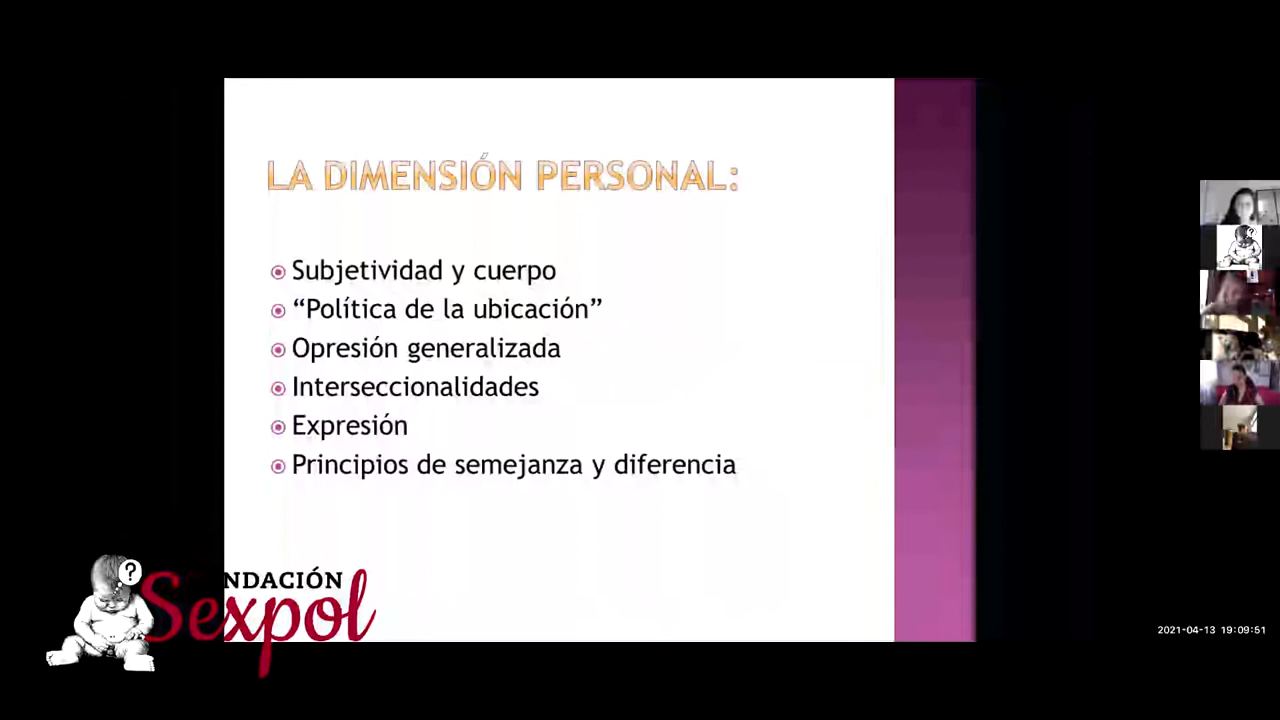 LA DIMENSIÓN PERSONAL:
Subjetividad y cuerpo
“Política de la ubicación”
Opresión generalizada
Interseccionalidades
Expresión
Principios de semejanza y diferencia
?
NDACIÓN
Sexpol
2021-04-13 19:09:51